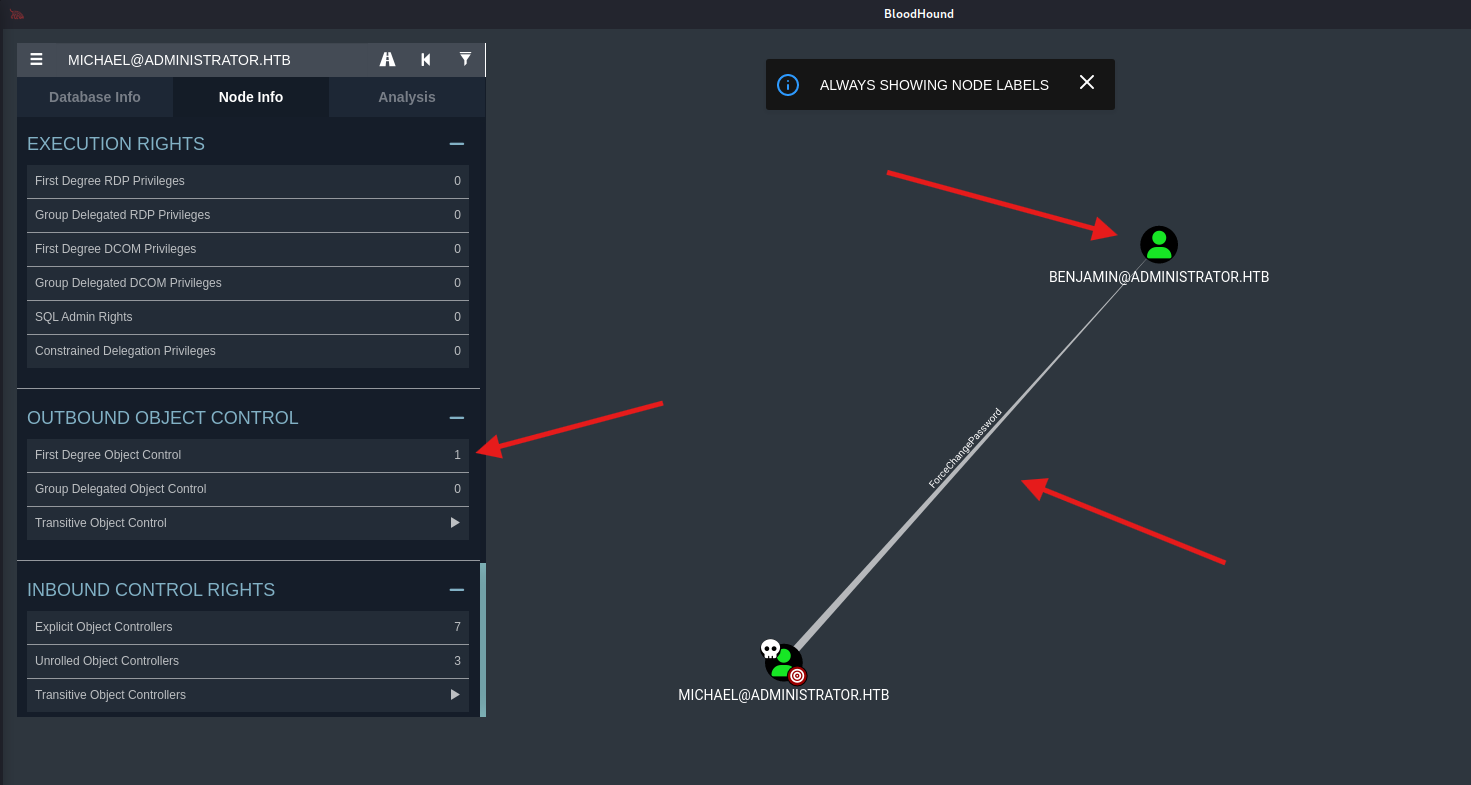 BloodHound
MICHAEL@ADMINISTRATOR.HTB
Database Info Node Info Analysis
EXECUTION RIGHTS
First Degree RDP Privileges 0
Group Delegated RDP Privileges 0
First Degree DCOM Privileges 0
Group Delegated DCOM Privileges 0
SQL Admin Rights 0
Constrained Delegation Privileges 0
OUTBOUND OBJECT CONTROL
First Degree Object Control 1
Group Delegated Object Control 0
Transitive Object Control
INBOUND CONTROL RIGHTS
Explicit Object Controllers 7
Unrolled Object Controllers 3
Transitive Object Controllers
ALWAYS SHOWING NODE LABELS
BENJAMIN@ADMINISTRATOR.HTB
ForceChangePassword
MICHAEL@ADMINISTRATOR.HTB